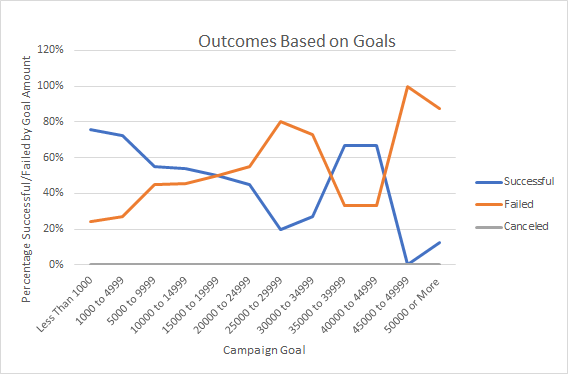 Outcomes Based on Goals
120%
100%
80%
60%
40%
20%
0%
Percentage Successful/Failed by Goal Amount
Less Than 1000
1000 to 4999
5000 to 9999
10000 to 14999
15000 to 19999
20000 to 24999
25000 to 29999
30000 to 34999
35000 to 39999
40000 to 44999
45000 to 49999
50000 or More
Campaign Goal
Successful
Failed
Canceled